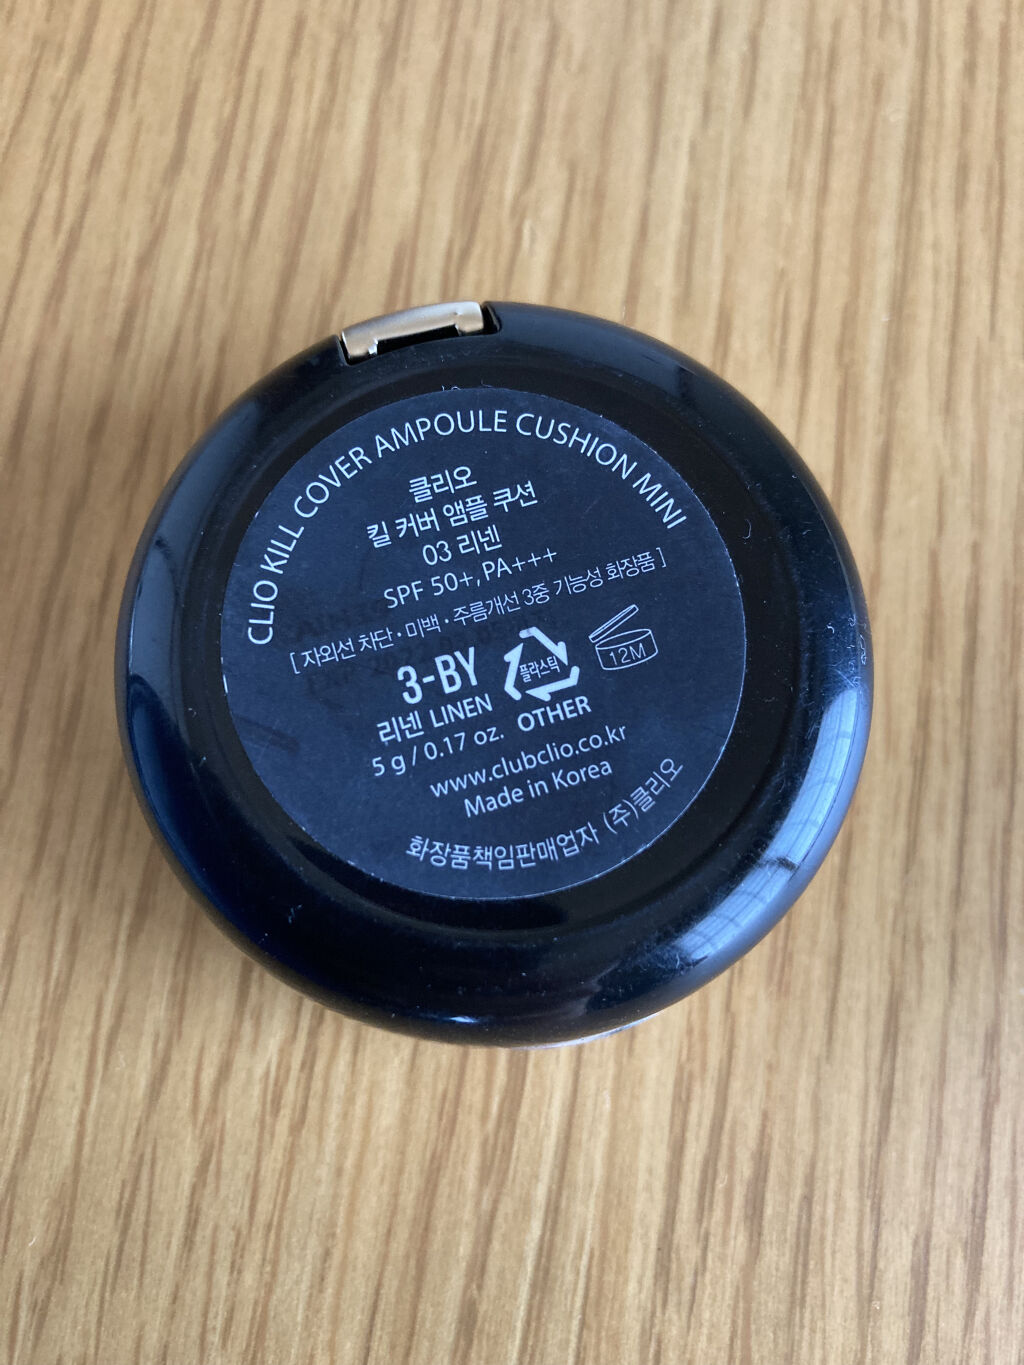 CLIO KILL COVER AMPOULE CUSHION MINI
클리오
킬 커버 앰플 쿠션
03 리넨
SPF 50+, PA+++
[ 자외선 차단 · 미백 · 주름개선 3중 기능성 화장품 ]
3-BY
리넨 LINEN
5 g / 0.17 oz.
플라스틱
OTHER
12M
www.clubclio.co.kr
Made in Korea
화장품책임판매업자 (주)클리오